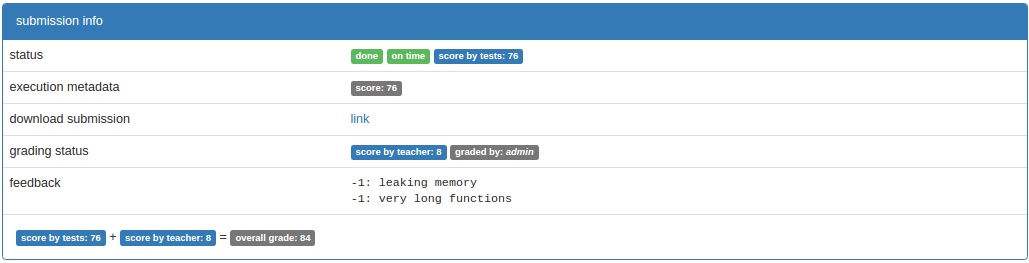 submission info
status done on time score by tests: 76
execution metadata score: 76
download submission link
grading status score by teacher: 8 graded by: admin
feedback -1: leaking memory
-1: very long functions
score by tests: 76 + score by teacher: 8 = overall grade: 84